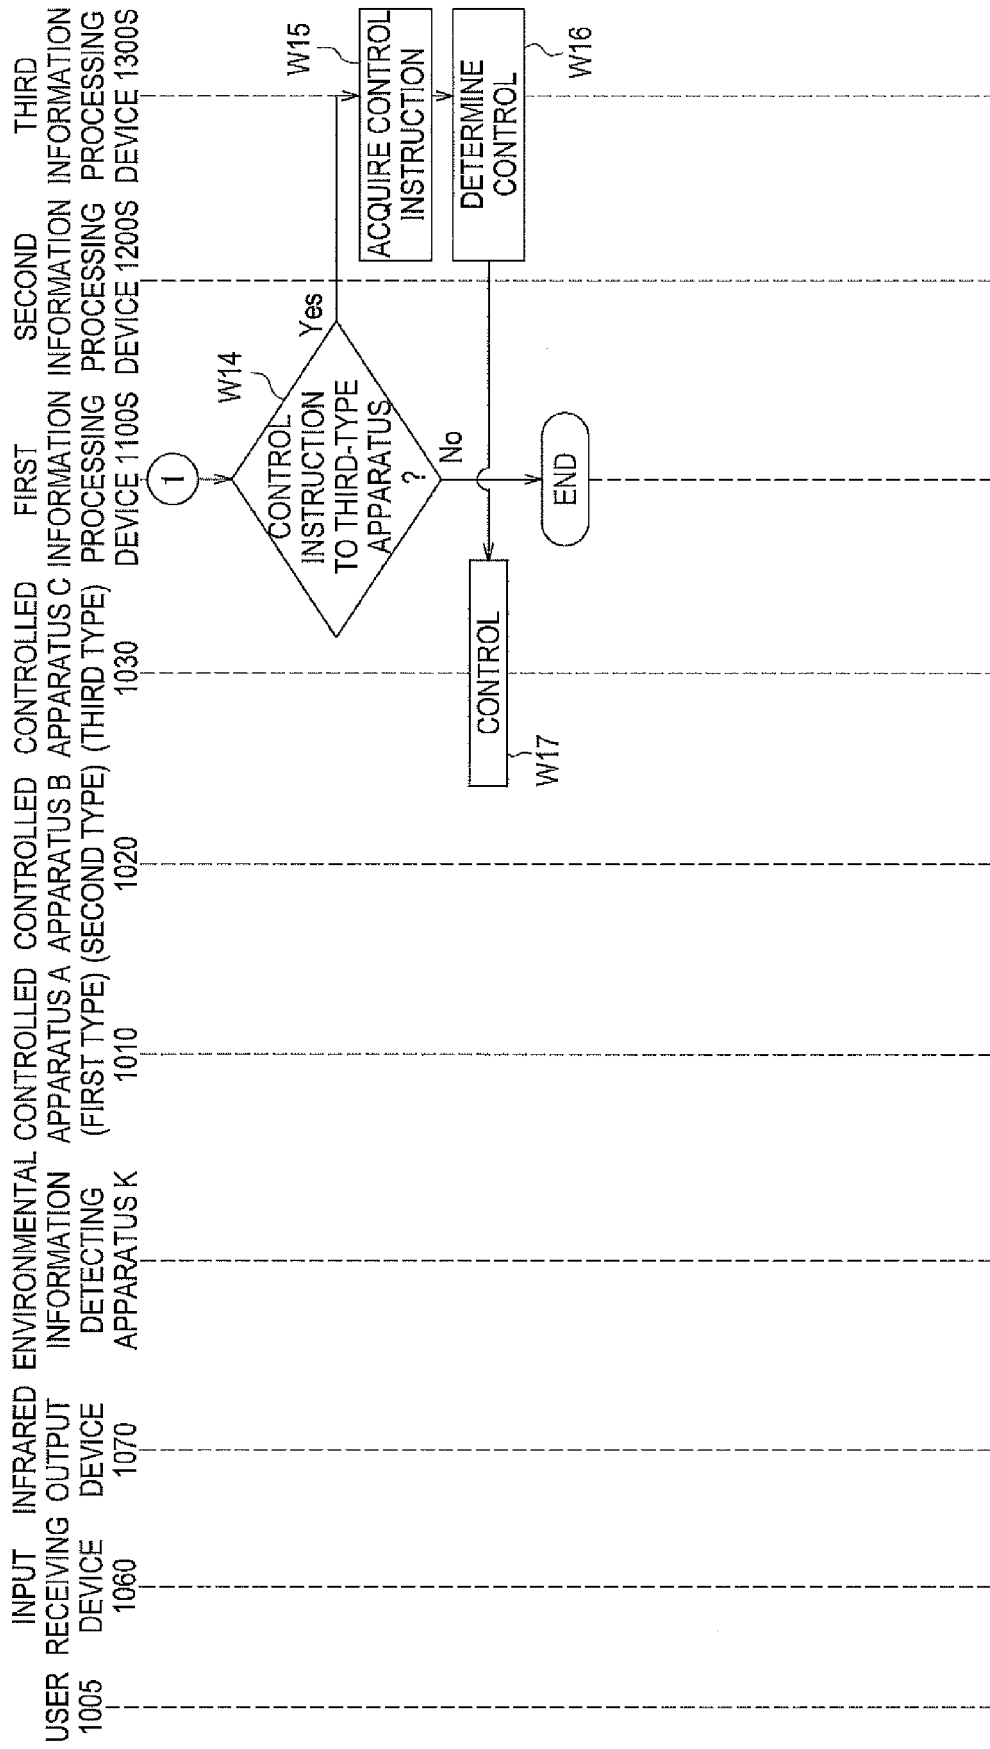 USER
1005
INPUT
RECEIVING
DEVICE
1060
INFRARED
OUTPUT
DEVICE
1070
ENVIRONMENTAL
INFORMATION
DETECTING
APPARATUS K
CONTROLLED
APPARATUS A
(FIRST TYPE)
1010
CONTROLLED
APPARATUS B
(SECOND TYPE)
1020
CONTROLLED
APPARATUS C
(THIRD TYPE)
1030
FIRST
INFORMATION
PROCESSING
DEVICE 1100S
SECOND
INFORMATION
PROCESSING
DEVICE 1200S
THIRD
INFORMATION
PROCESSING
DEVICE 1300S
i
W14
CONTROL
INSTRUCTION
TO THIRD-TYPE
APPARATUS
?
Yes
No
W15
ACQUIRE CONTROL
INSTRUCTION
DETERMINE
CONTROL
W16
CONTROL
W17
END